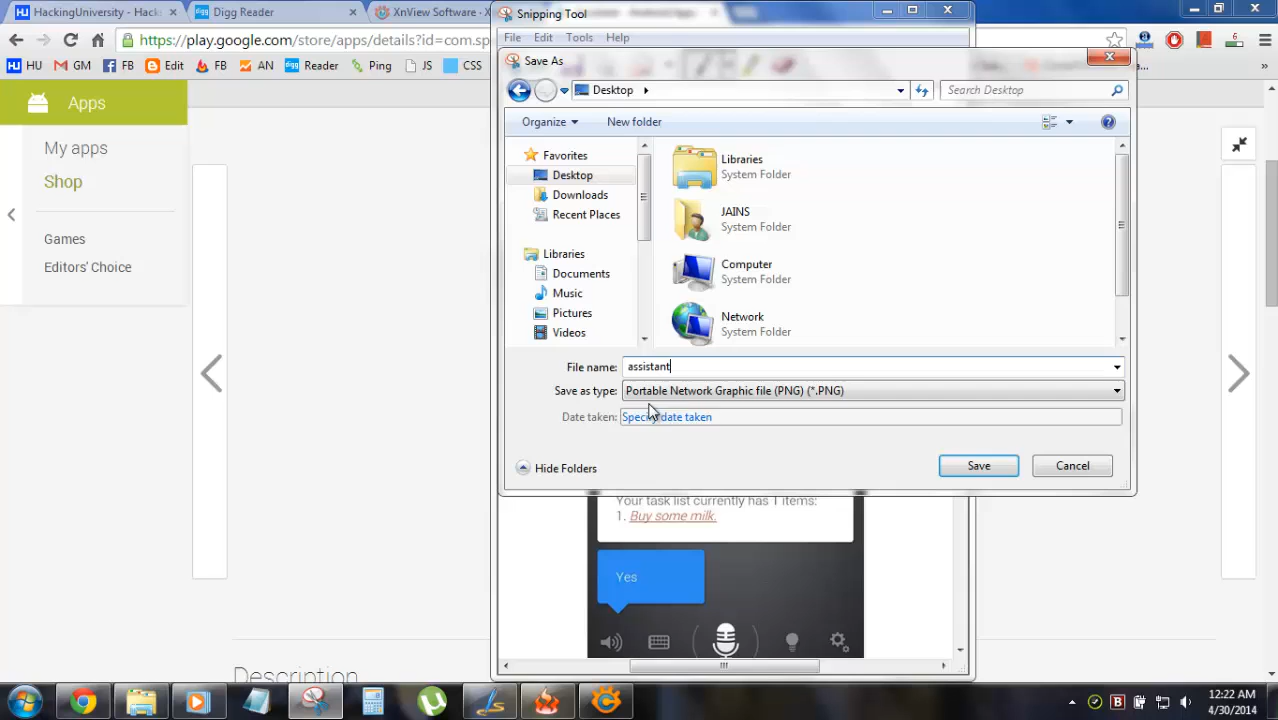 HackingUniversity - Hack
Digg Reader
XnView Software - X
Snipping Tool
https://play.google.com/store/apps/details?id=com.sp
File Edit Tools Help
HU GM FB Edit FB AN Reader Ping JS CSS
Save As
Desktop
Search Desktop
Organize
New folder
Apps
My apps
Shop
Games
Editors' Choice
Favorites
Desktop
Downloads
Recent Places
Libraries
Documents
Music
Pictures
Videos
Libraries
System Folder
JAINS
System Folder
Computer
System Folder
Network
System Folder
File name: assistant
Save as type: Portable Network Graphic file (PNG) (*.PNG)
Date taken: Specify date taken
Hide Folders
Save
Cancel
Your task list currently has 1 items:
1. Buy some milk.
Yes
Description
12:22 AM
4/30/2014